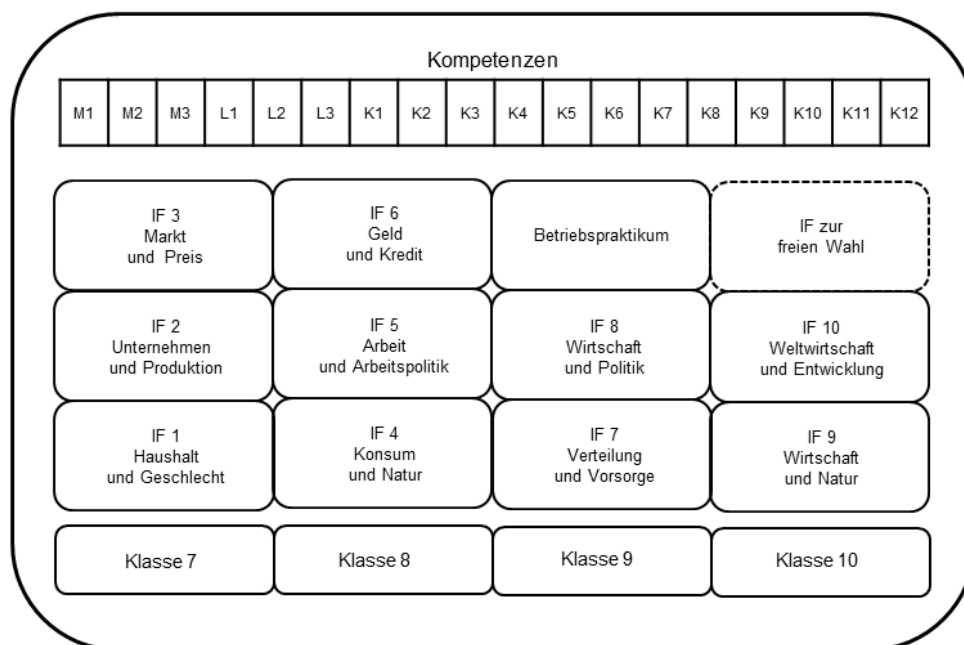 Kompetenzen
M1 M2 M3 L1 L2 L3 K1 K2 K3 K4 K5 K6 K7 K8 K9 K10 K11 K12
IF 3
Markt
und Preis
IF 6
Geld
und Kredit
Betriebspraktikum
IF zur
freien Wahl
IF 2
Unternehmen
und Produktion
IF 5
Arbeit
und Arbeitspolitik
IF 8
Wirtschaft
und Politik
IF 10
Weltwirtschaft
und Entwicklung
IF 1
Haushalt
und Geschlecht
IF 4
Konsum
und Natur
IF 7
Verteilung
und Vorsorge
IF 9
Wirtschaft
und Natur
Klasse 7
Klasse 8
Klasse 9
Klasse 10